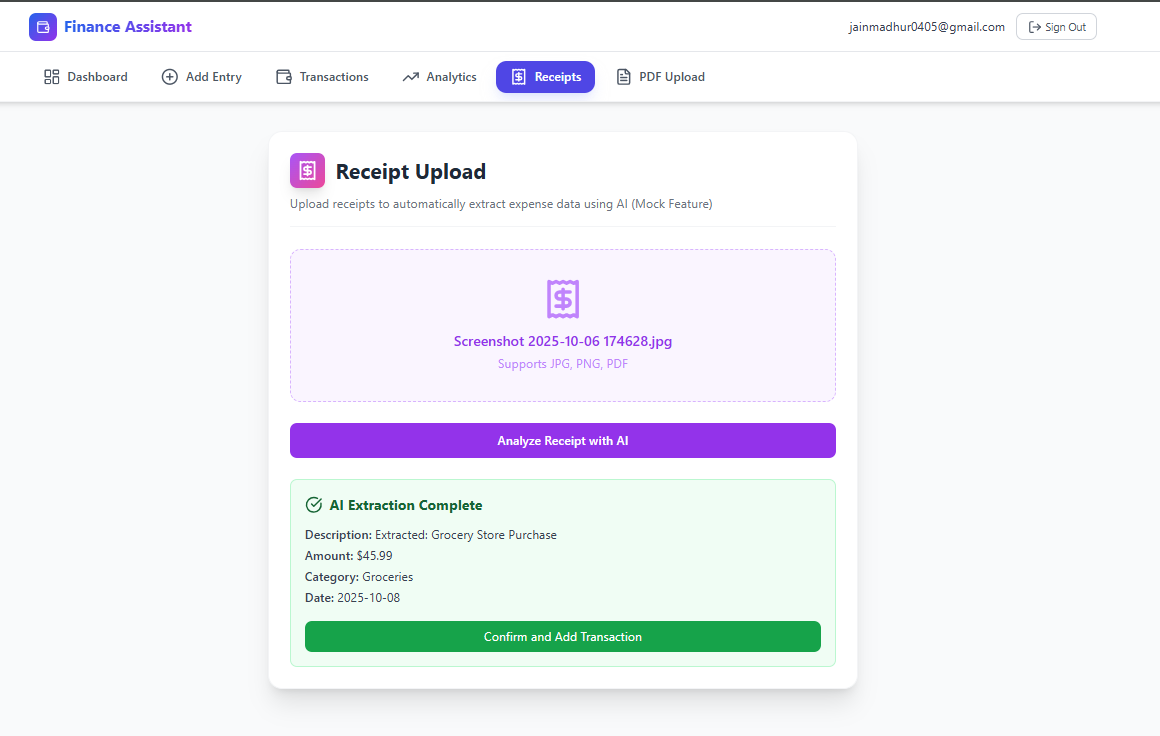 Finance Assistant
jainmadhur0405@gmail.com
Sign Out
Dashboard
Add Entry
Transactions
Analytics
Receipts
PDF Upload
Receipt Upload
Upload receipts to automatically extract expense data using AI (Mock Feature)
Screenshot 2025-10-06 174628.jpg
Supports JPG, PNG, PDF
Analyze Receipt with AI
AI Extraction Complete
Description: Extracted: Grocery Store Purchase
Amount: $45.99
Category: Groceries
Date: 2025-10-08
Confirm and Add Transaction